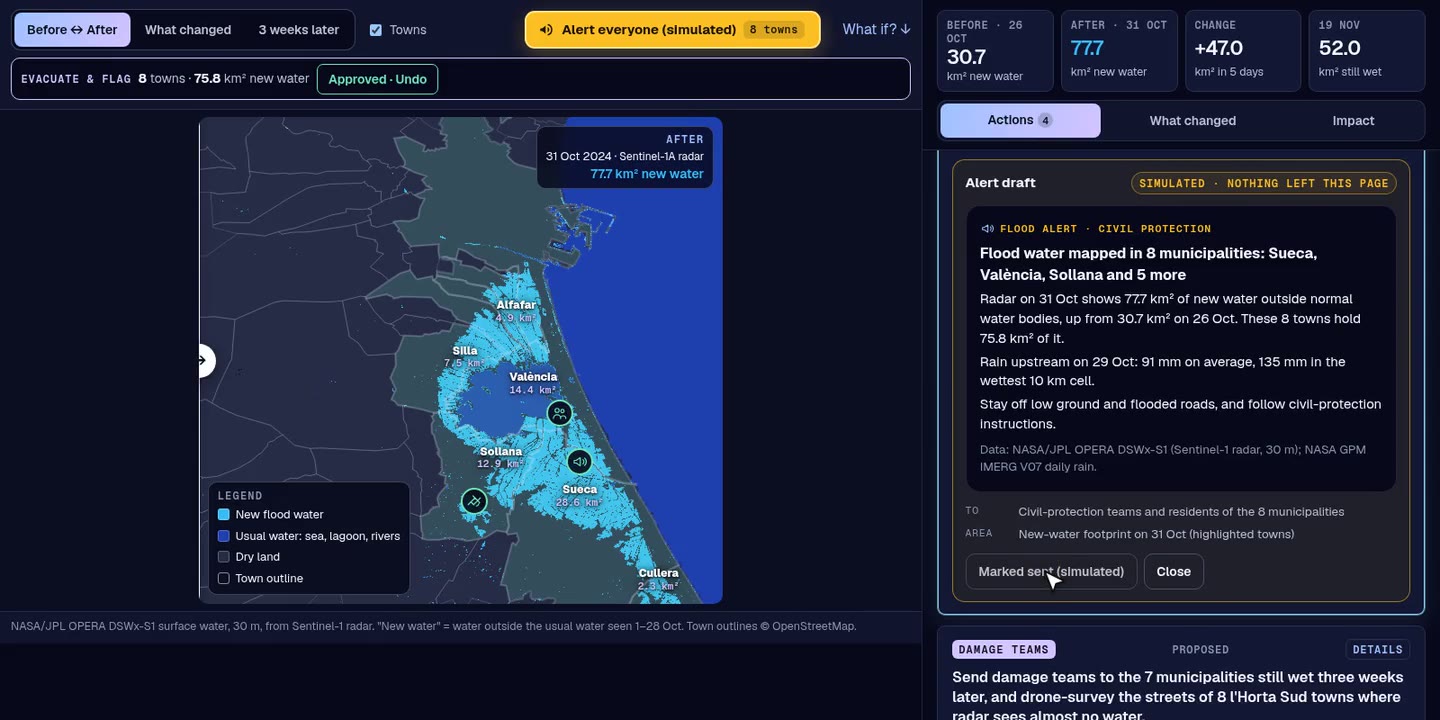 Before ↔ After
What changed
3 weeks later
Towns
Alert everyone (simulated) 8 towns
What if? ↓
EVACUATE & FLAG 8 towns · 75.8 km² new water
Approved · Undo
AFTER
31 Oct 2024 · Sentinel-1A radar
77.7 km² new water
Alfafar
4.9 km²
Silla
7.5 km²
València
14.4 km²
Sollana
12.9 km²
Sueca
28.6 km²
Cullera
2.3 km²
LEGEND
New flood water
Usual water: sea, lagoon, rivers
Dry land
Town outline
NASA/JPL OPERA DSWx-S1 surface water, 30 m, from Sentinel-1 radar. "New water" = water outside the usual water seen 1–28 Oct. Town outlines © OpenStreetMap.
BEFORE · 26
OCT
30.7
km² new water
AFTER · 31 OCT
77.7
km² new water
CHANGE
+47.0
km² in 5 days
19 NOV
52.0
km² still wet
Actions 4
What changed
Impact
Alert draft
SIMULATED · NOTHING LEFT THIS PAGE
FLOOD ALERT · CIVIL PROTECTION
Flood water mapped in 8 municipalities: Sueca,
València, Sollana and 5 more
Radar on 31 Oct shows 77.7 km² of new water outside normal
water bodies, up from 30.7 km² on 26 Oct. These 8 towns hold
75.8 km² of it.
Rain upstream on 29 Oct: 91 mm on average, 135 mm in the
wettest 10 km cell.
Stay off low ground and flooded roads, and follow civil-protection
instructions.
Data: NASA/JPL OPERA DSWx-S1 (Sentinel-1 radar, 30 m); NASA GPM
IMERG V07 daily rain.
TO Civil-protection teams and residents of the 8 municipalities
AREA New-water footprint on 31 Oct (highlighted towns)
Marked sent (simulated)
Close
DAMAGE TEAMS
PROPOSED
DETAILS
Send damage teams to the 7 municipalities still wet three weeks
later, and drone-survey the streets of 8 l'Horta Sud towns where
radar sees almost no water.